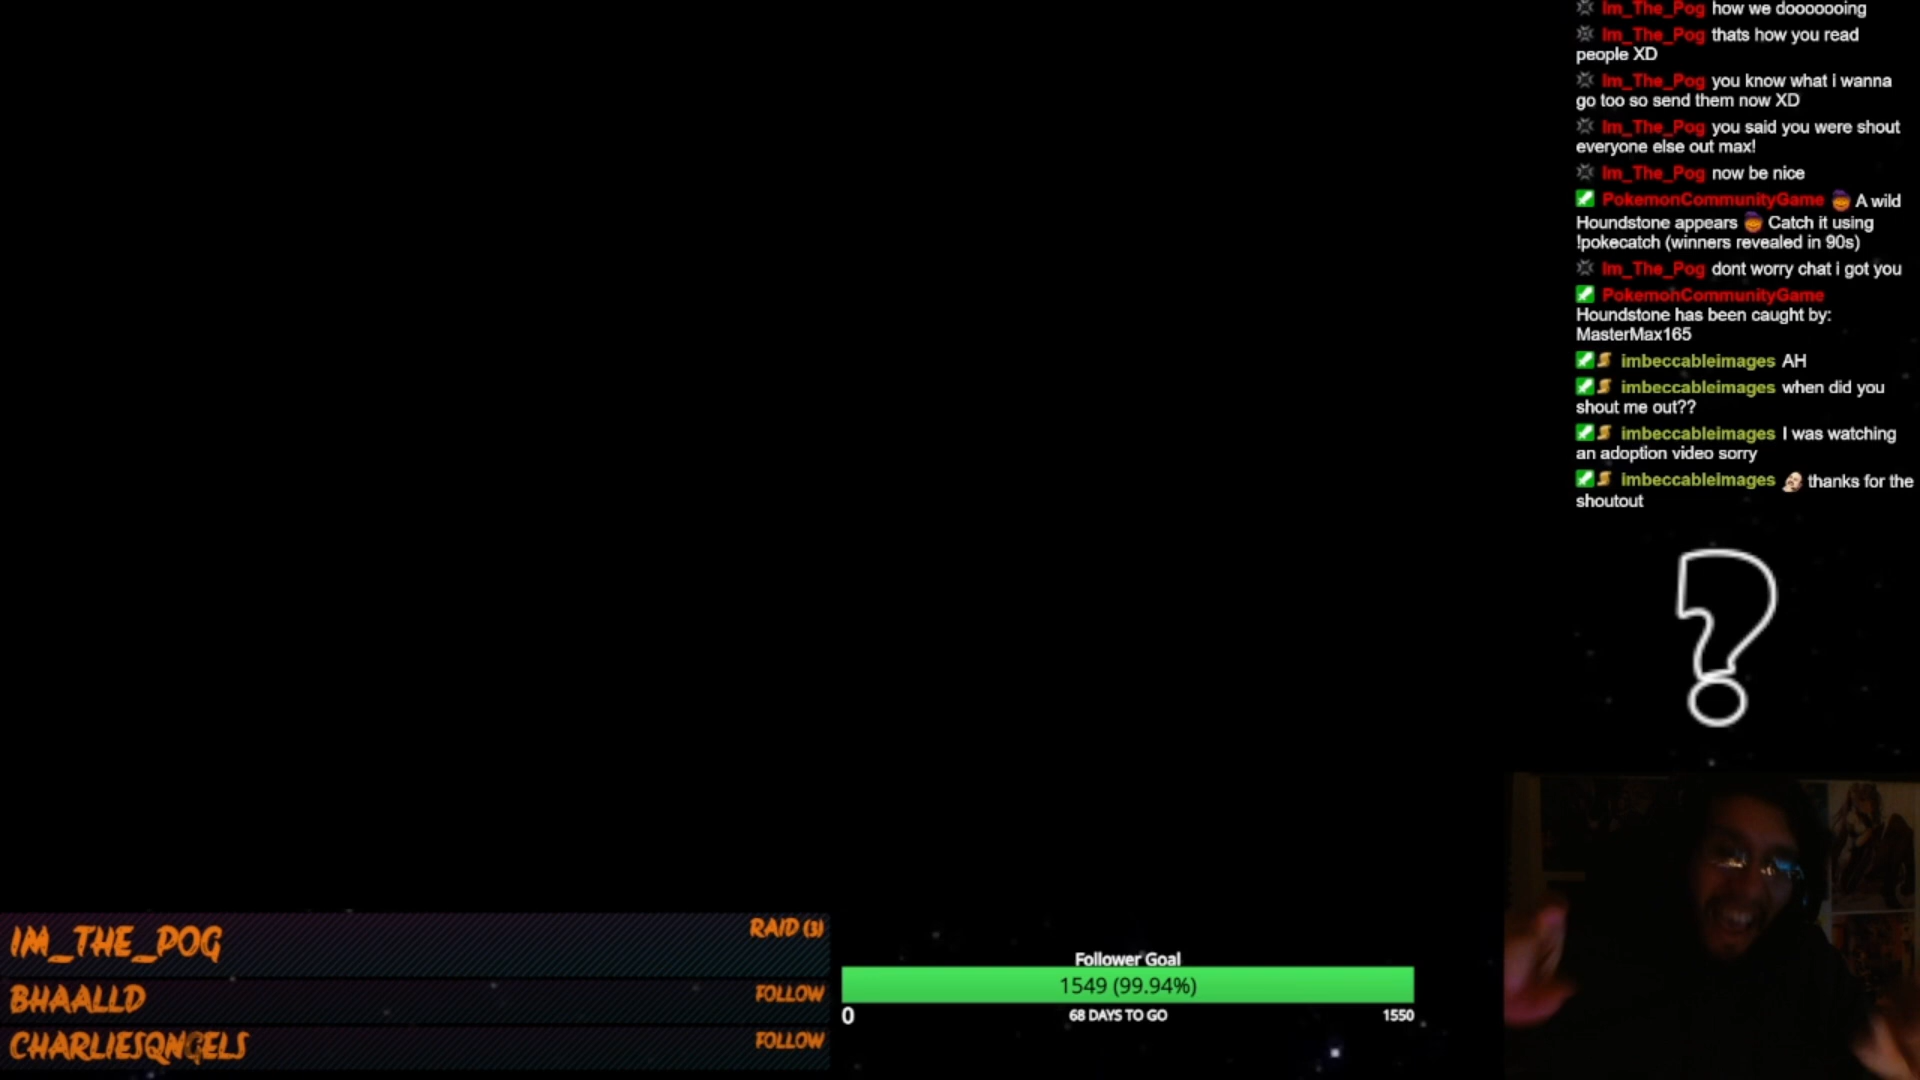 Im_The_Pog how we dooooooing
Im_The_Pog thats how you read
people XD
Im_The_Pog you know what i wanna
go too so send them now XD
Im_The_Pog you said you were shout
everyone else out max!
Im_The_Pog now be nice
PokemonCommunityGame A wild
Houndstone appears Catch it using
!pokecatch (winners revealed in 90s)
Im_The_Pog dont worry chat i got you
PokemonCommunityGame
Houndstone has been caught by:
MasterMax165
imbeccableimages AH
imbeccableimages when did you
shout me out??
imbeccableimages I was watching
an adoption video sorry
imbeccableimages thanks for the
shoutout
?
IM_THE_POG RAID (3)
BHAALLD FOLLOW
CHARLIESQNGELS FOLLOW
Follower Goal
1549 (99.94%)
0 68 DAYS TO GO 1550